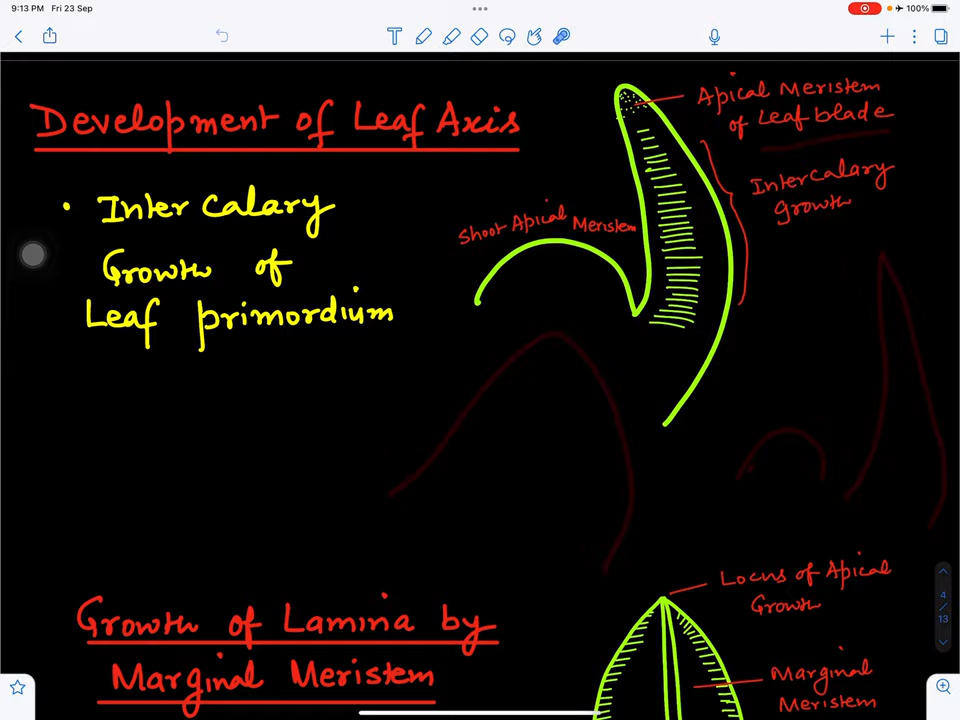 9:13 PM Fri 23 Sep
100%
Development of Leaf Axis
• Inter calary
Growth of
Leaf primordium
Shoot Apical Meristem
Apical Meristem
of Leaf blade
Intercalary
Growth
Growth of Lamina by
Marginal Meristem
Locus of Apical
Growth
Marginal
Meristem
4
/
13